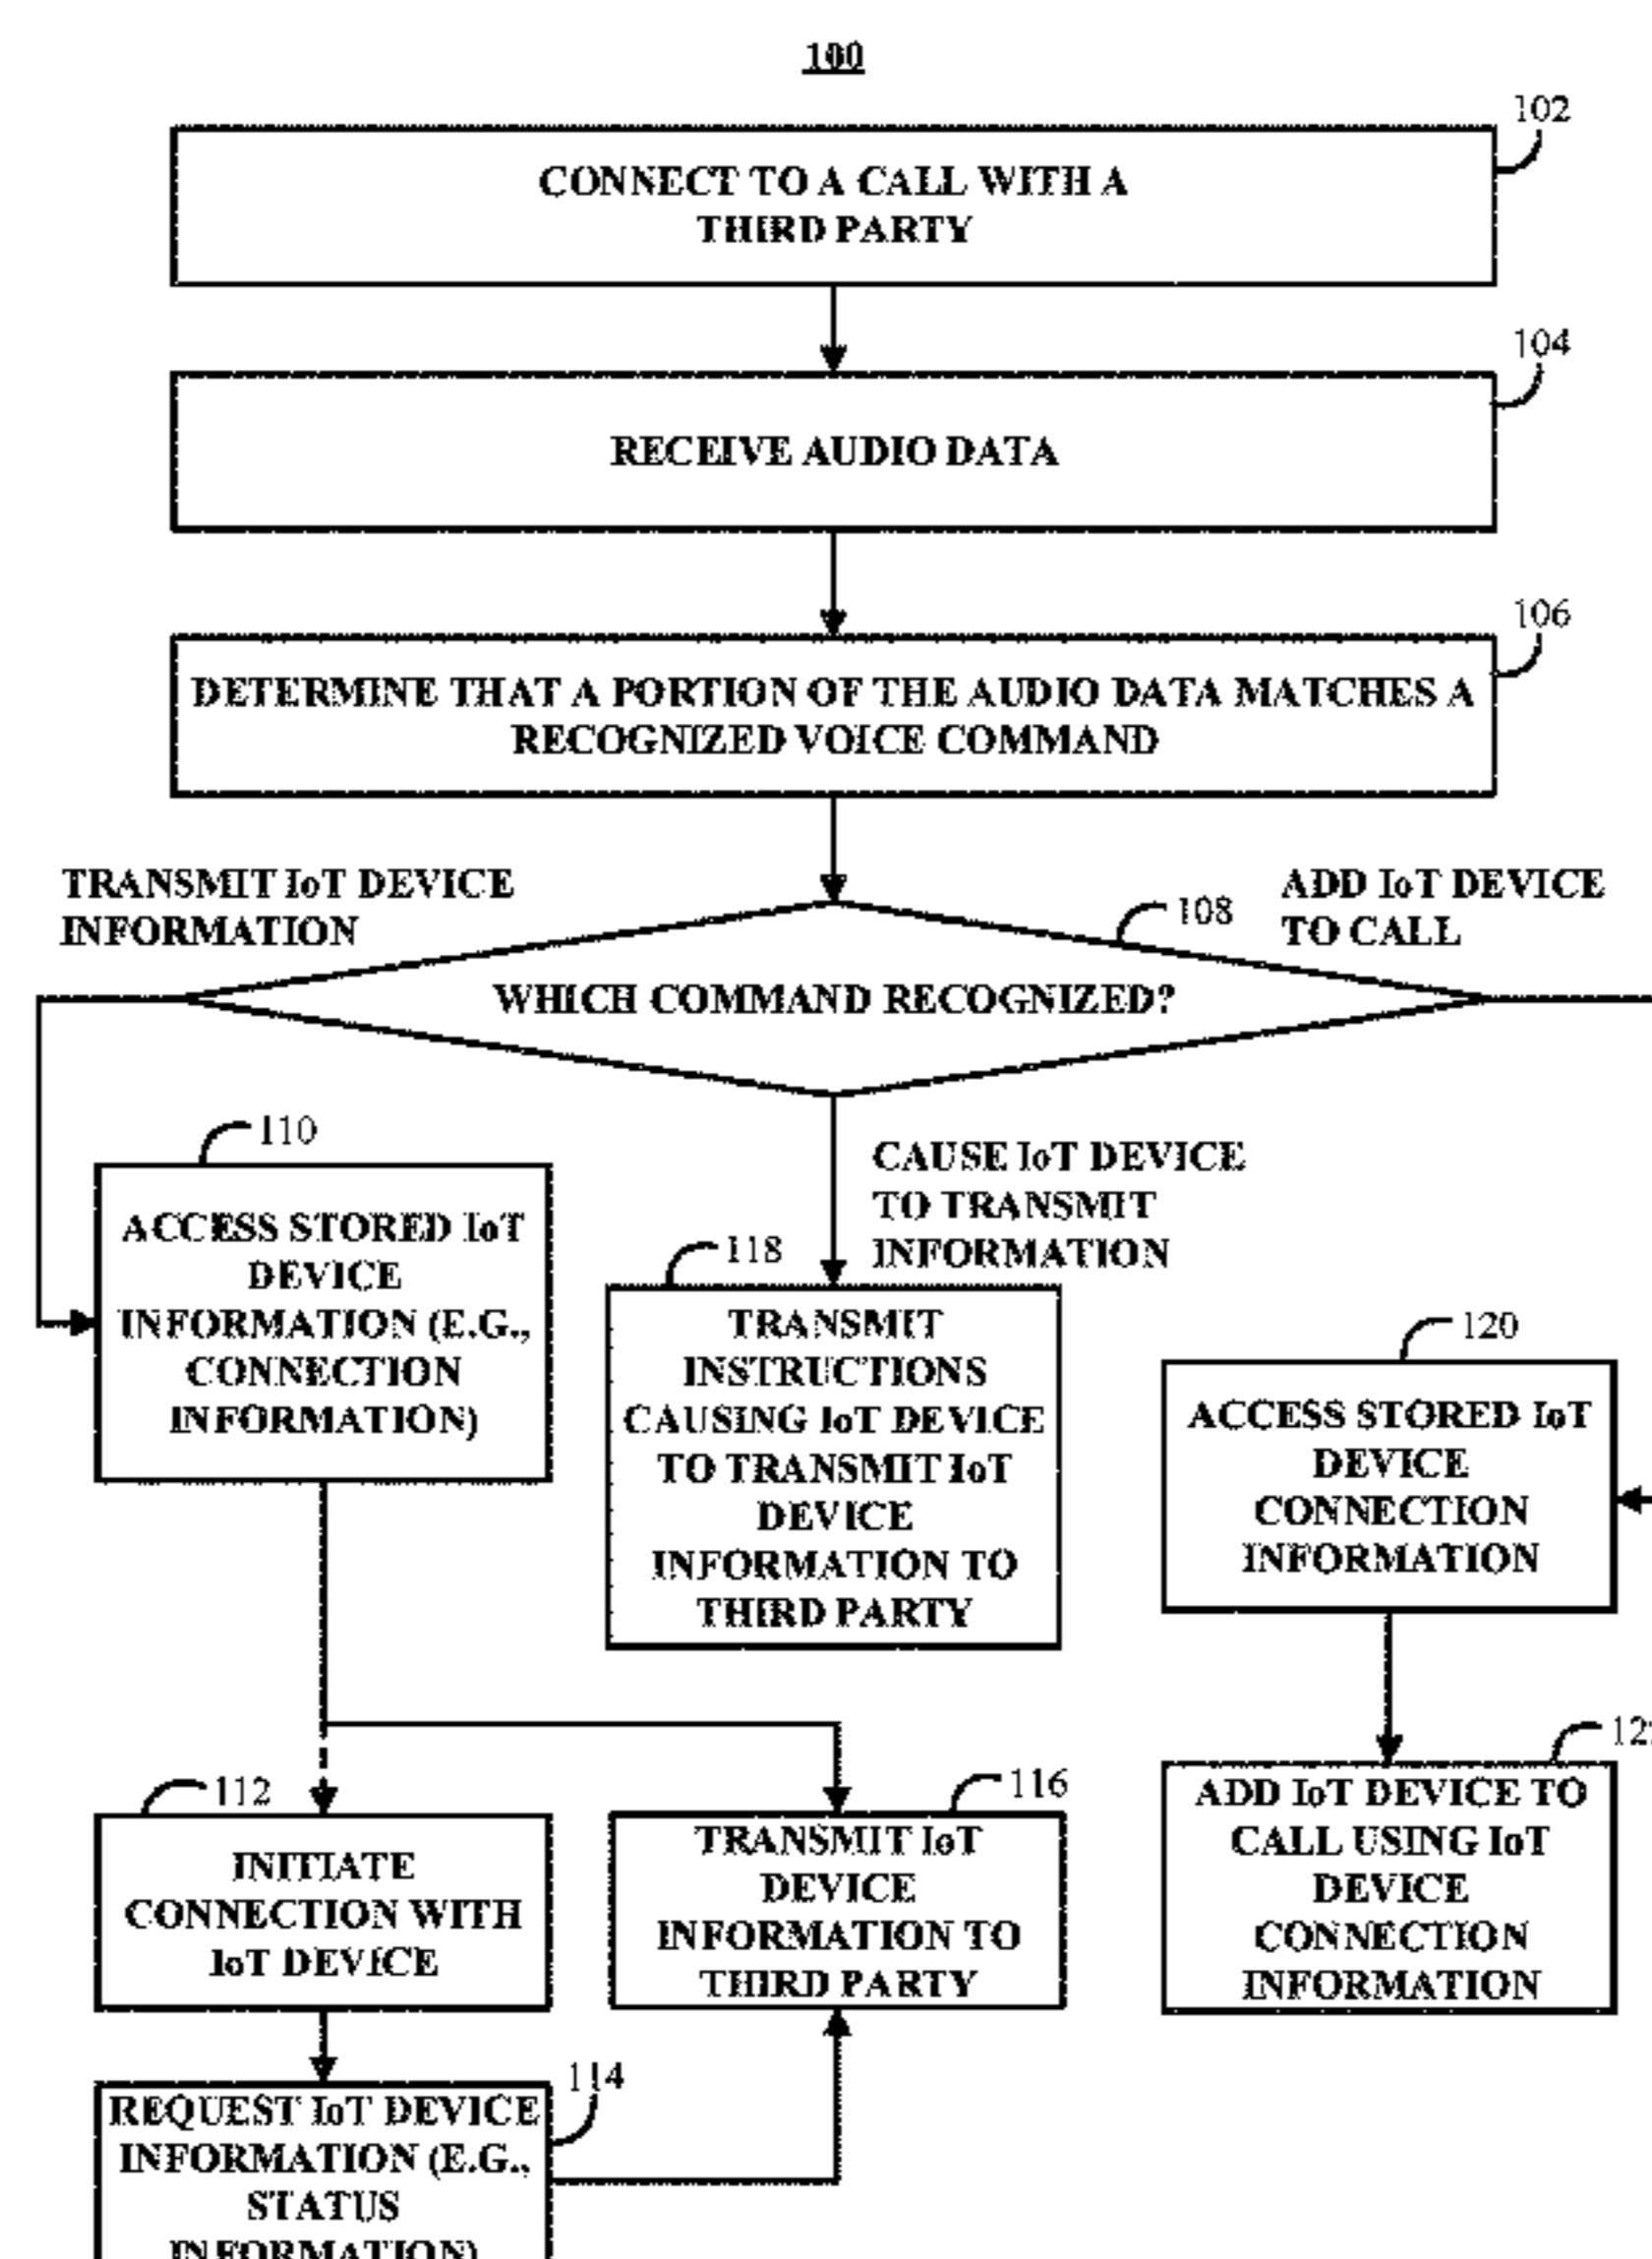 100
102
CONNECT TO A CALL WITH A
THIRD PARTY
104
RECEIVE AUDIO DATA
106
DETERMINE THAT A PORTION OF THE AUDIO DATA MATCHES A
RECOGNIZED VOICE COMMAND
TRANSMIT IoT DEVICE
INFORMATION
108
ADD IoT DEVICE
TO CALL
WHICH COMMAND RECOGNIZED?
110
ACCESS STORED IoT
DEVICE
INFORMATION (E.G.,
CONNECTION
INFORMATION)
CAUSE IoT DEVICE
TO TRANSMIT
INFORMATION
118
TRANSMIT
INSTRUCTIONS
CAUSING IoT DEVICE
TO TRANSMIT IoT
DEVICE
INFORMATION TO
THIRD PARTY
120
ACCESS STORED IoT
DEVICE
CONNECTION
INFORMATION
112
INITIATE
CONNECTION WITH
IoT DEVICE
116
TRANSMIT IoT
DEVICE
INFORMATION TO
THIRD PARTY
ADD IoT DEVICE TO
CALL USING IoT
DEVICE
CONNECTION
INFORMATION
114
REQUEST IoT DEVICE
INFORMATION (E.G.,
STATUS
INFORMATION)